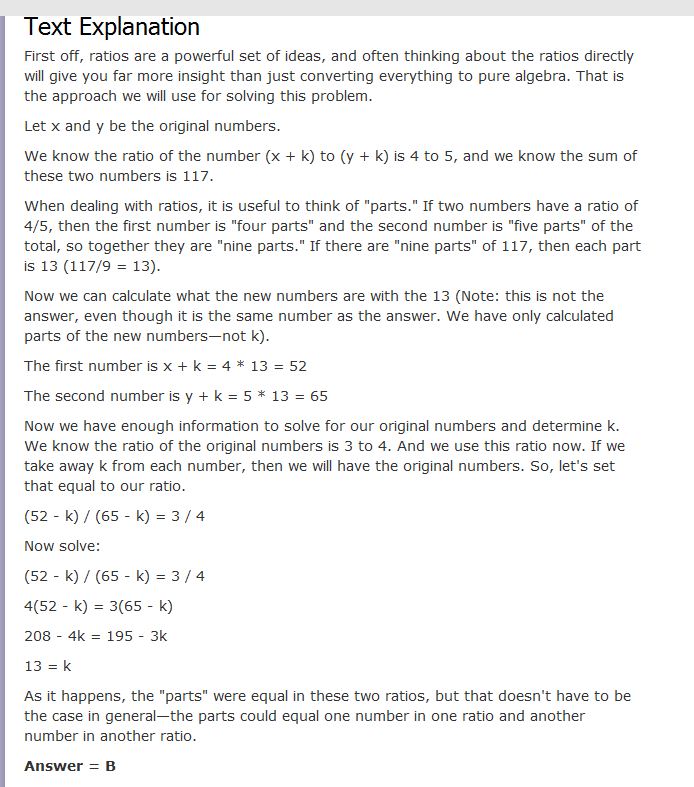 Text Explanation
First off, ratios are a powerful set of ideas, and often thinking about the ratios directly
will give you far more insight than just converting everything to pure algebra. That is
the approach we will use for solving this problem.
Let x and y be the original numbers.
We know the ratio of the number (x + k) to (y + k) is 4 to 5, and we know the sum of
these two numbers is 117.
When dealing with ratios, it is useful to think of "parts." If two numbers have a ratio of
4/5, then the first number is "four parts" and the second number is "five parts" of the
total, so together they are "nine parts." If there are "nine parts" of 117, then each part
is 13 (117/9 = 13).
Now we can calculate what the new numbers are with the 13 (Note: this is not the
answer, even though it is the same number as the answer. We have only calculated
parts of the new numbers—not k).
The first number is x + k = 4 * 13 = 52
The second number is y + k = 5 * 13 = 65
Now we have enough information to solve for our original numbers and determine k.
We know the ratio of the original numbers is 3 to 4. And we use this ratio now. If we
take away k from each number, then we will have the original numbers. So, let's set
that equal to our ratio.
(52 - k) / (65 - k) = 3 / 4
Now solve:
(52 - k) / (65 - k) = 3 / 4
4(52 - k) = 3(65 - k)
208 - 4k = 195 - 3k
13 = k
As it happens, the "parts" were equal in these two ratios, but that doesn't have to be
the case in general—the parts could equal one number in one ratio and another
number in another ratio.
Answer = B